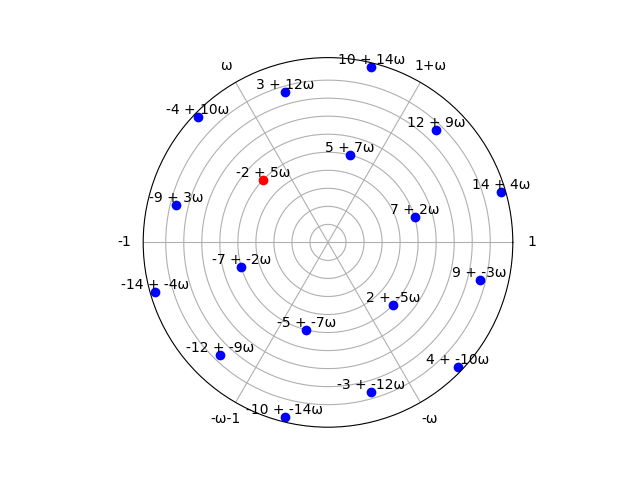 10 + 14ω
ω
1+ω
3 + 12ω
-4 + 10ω
12 + 9ω
5 + 7ω
-2 + 5ω
14 + 4ω
-9 + 3ω
7 + 2ω
-1
1
-7 + -2ω
9 + -3ω
-14 + -4ω
2 + -5ω
-5 + -7ω
-12 + -9ω
4 + -10ω
-3 + -12ω
-10 + -14ω
-ω-1
-ω